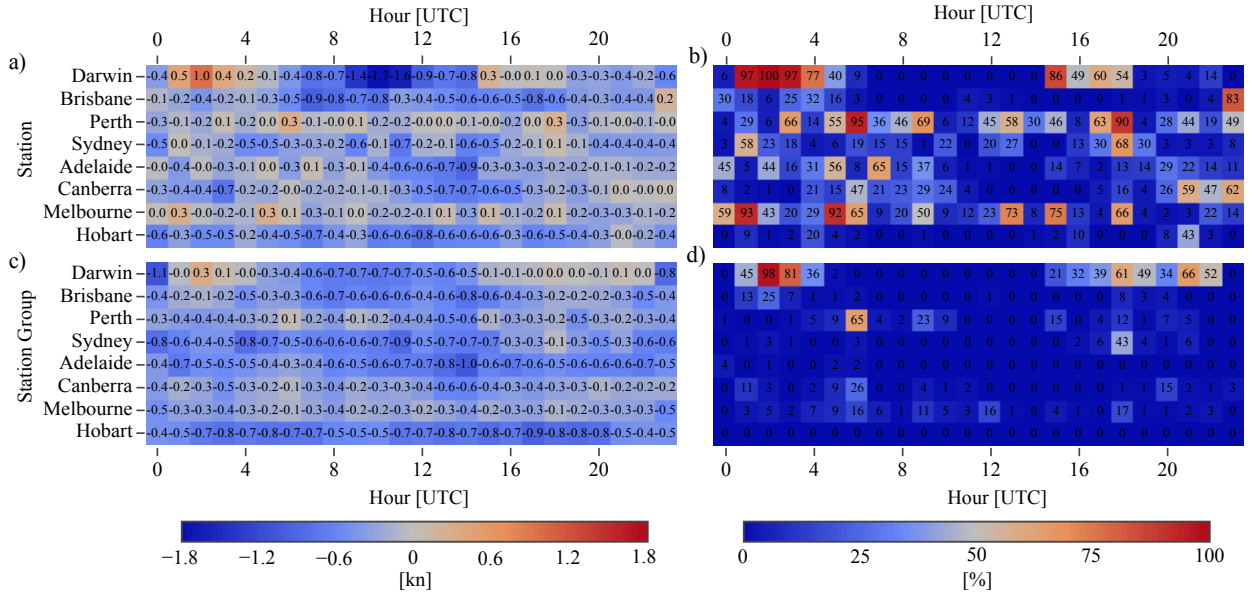 Hour [UTC]
Hour [UTC]
0 4 8 12 16 20
0 4 8 12 16 20
a)
b)
Darwin -0.4 0.5 1.0 0.4 0.2 -0.1 -0.4 -0.8 -0.7 -1.4 -1.7 -1.6 -0.9 -0.7 -0.8 0.3 -0.0 0.1 0.0 -0.3 -0.3 -0.4 -0.2 -0.6
6 97 100 97 77 40 9 0 0 0 0 0 0 0 0 86 49 60 54 3 5 4 14 0
Brisbane -0.1 -0.2 -0.4 -0.2 -0.1 -0.3 -0.5 -0.9 -0.8 -0.7 -0.8 -0.3 -0.4 -0.5 -0.6 -0.6 -0.5 -0.8 -0.6 -0.4 -0.3 -0.4 -0.4 0.2
30 18 6 25 32 16 3 0 0 0 0 4 3 1 0 0 0 0 1 1 3 0 4 83
Perth -0.3 -0.1 -0.2 0.1 -0.2 0.0 0.3 -0.1 -0.0 0.1 -0.2 -0.2 -0.0 0.0 -0.1 -0.0 -0.2 0.0 0.3 -0.2 -0.1 -0.0 -0.1 -0.0
4 29 6 66 14 55 95 36 46 69 6 12 45 58 30 46 8 63 90 4 20 44 19 49
Sydney -0.5 0.0 -0.1 -0.2 -0.5 -0.5 -0.3 -0.3 -0.2 -0.6 -0.4 -0.1 -0.7 -0.2 -0.1 -0.5 -0.2 -0.1 0.1 -0.1 -0.4 -0.4 -0.4 -0.4
3 58 23 8 4 6 19 15 15 1 22 0 20 27 0 0 13 30 68 30 3 3 3 8
Adelaide -0.0 -0.4 -0.0 -0.3 -0.1 0.0 -0.3 0.1 -0.2 -0.1 -0.4 -0.6 -0.6 -0.7 -0.9 -0.3 -0.4 -0.3 -0.2 -0.3 -0.1 -0.2 -0.1 -0.2
45 5 44 16 31 56 8 65 9 37 6 1 0 0 0 14 7 2 13 14 29 22 14 11
Canberra -0.3 -0.4 -0.4 -0.7 -0.2 -0.2 -0.0 -0.2 -0.2 -0.1 -0.1 -0.3 -0.5 -0.7 -0.7 -0.6 -0.5 -0.4 -0.2 -0.3 -0.1 0.0 -0.0 0.0
8 2 1 0 21 15 47 21 23 29 24 4 1 0 0 0 0 5 16 4 26 59 47 62
Melbourne 0.0 0.3 -0.0 -0.2 -0.1 0.3 0.1 -0.3 -0.1 0.0 -0.2 -0.1 -0.1 0.1 -0.3 0.1 -0.1 -0.2 0.1 -0.3 -0.3 -0.3 -0.1 -0.2
59 93 43 20 29 92 65 9 20 50 9 12 23 73 8 75 13 4 66 4 2 3 22 14
Hobart -0.6 -0.3 -0.5 -0.5 -0.2 -0.4 -0.5 -0.7 -0.4 -0.3 -0.6 -0.6 -0.8 -0.6 -0.6 -0.6 -0.3 -0.6 -0.5 -0.4 -0.3 -0.0 -0.2 -0.4
0 9 1 2 20 4 2 0 0 1 0 0 0 0 1 2 10 0 0 8 43 3 0
Station
c)
d)
Darwin -1.1 -0.0 0.3 0.1 -0.0 -0.3 -0.4 -0.6 -0.7 -0.7 -0.7 -0.7 -0.5 -0.6 -0.5 -0.1 -0.1 -0.0 0.0 0.0 -0.1 0.1 0.0 -0.8
0 45 98 81 36 2 0 0 0 0 0 0 0 0 0 21 32 39 61 49 34 66 52 0
Brisbane -0.4 -0.2 -0.1 -0.2 -0.5 -0.3 -0.3 -0.6 -0.7 -0.6 -0.6 -0.6 -0.4 -0.6 -0.8 -0.4 -0.3 -0.2 -0.2 -0.2 -0.2 -0.3 -0.5 -0.4
0 13 25 7 1 1 2 0 0 0 0 0 1 0 0 0 0 0 8 3 4 0 0 0
Perth -0.3 -0.4 -0.4 -0.4 -0.3 -0.2 0.1 -0.2 -0.4 -0.1 -0.2 -0.4 -0.4 -0.5 -0.5 -0.1 -0.3 -0.3 -0.2 -0.5 -0.3 -0.2 -0.3 -0.4
1 0 0 1 5 9 65 4 2 23 9 0 0 0 0 15 0 4 12 1 7 5 0 0
Sydney -0.8 -0.6 -0.4 -0.5 -0.8 -0.7 -0.5 -0.6 -0.5 -0.6 -0.7 -0.9 -0.5 -0.7 -0.7 -0.7 -0.3 -0.3 -0.1 -0.3 -0.5 -0.3 -0.5 -0.6
0 1 3 1 0 0 3 0 0 0 0 0 0 0 0 0 2 6 43 4 0 1 0 0
Adelaide -0.4 -0.7 -0.5 -0.5 -0.5 -0.4 -0.3 -0.4 -0.5 -0.7 -0.6 -0.7 -0.7 -0.8 -1.0 -0.6 -0.7 -0.5 -0.6 -0.5 -0.6 -0.6 -0.7 -0.5
4 0 1 0 0 2 2 0 0 0 0 0 0 0 0 0 0 0 0 0 0 0 0 0
Canberra -0.4 -0.2 -0.3 -0.5 -0.3 -0.2 -0.1 -0.3 -0.4 -0.2 -0.3 -0.3 -0.4 -0.6 -0.6 -0.4 -0.3 -0.4 -0.3 -0.3 -0.1 -0.2 -0.2 -0.2
0 11 3 0 2 9 26 0 0 2 1 0 0 0 0 0 0 0 1 1 15 2 1 3
Melbourne -0.5 -0.3 -0.3 -0.4 -0.3 -0.2 -0.1 -0.3 -0.4 -0.2 -0.2 -0.3 -0.2 -0.3 -0.4 -0.2 -0.3 -0.3 -0.1 -0.2 -0.3 -0.2 -0.3 -0.5
0 3 5 2 7 9 16 6 1 11 5 3 16 1 0 4 1 0 17 1 1 2 3 0
Hobart -0.4 -0.5 -0.7 -0.8 -0.7 -0.8 -0.7 -0.7 -0.5 -0.5 -0.5 -0.7 -0.7 -0.8 -0.7 -0.8 -0.7 -0.9 -0.8 -0.8 -0.8 -0.5 -0.4 -0.5
0 0 0 0 0 0 0 0 0 0 0 0 0 0 0 0 0 0 0 0 0 0 0 0
Station Group
0 4 8 12 16 20
0 4 8 12 16 20
Hour [UTC]
Hour [UTC]
−1.8 −1.2 −0.6 0 0.6 1.2 1.8
[kn]
0 25 50 75 100
[%]